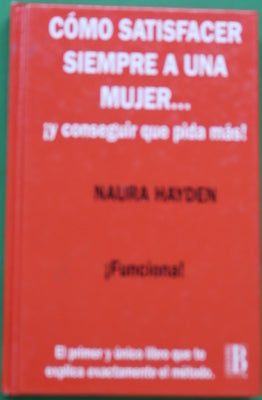 CÓMO SATISFACER
SIEMPRE A UNA
MUJER...
¡y conseguir que pida más!
NAURA HAYDEN
¡Funciona!
El primer y único libro que te
explica exactamente el método.
B